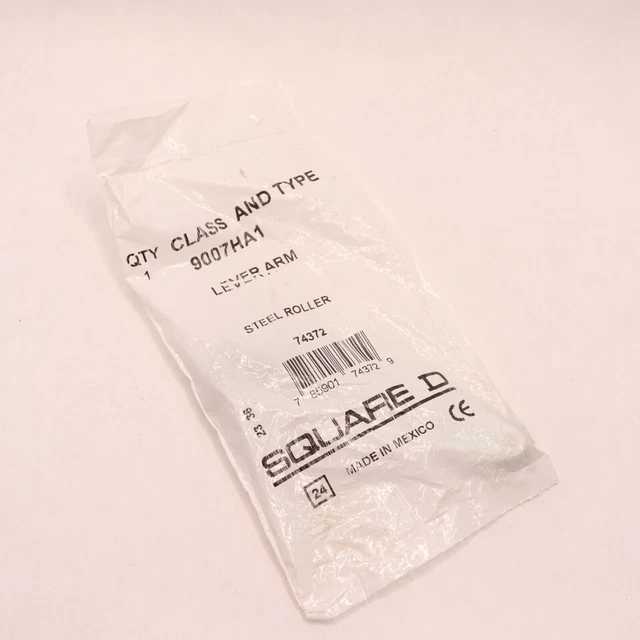 QTY CLASS AND TYPE
1 9007HA1
LEVER ARM
STEEL ROLLER
74372
7 85901 74372 9
23 36
SQUARE D
MADE IN MEXICO CE
24